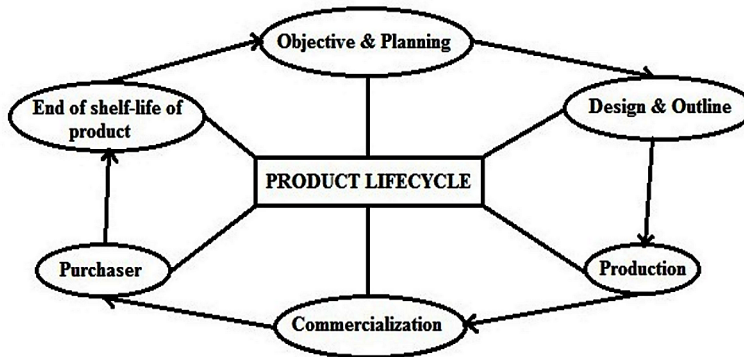 Objective & Planning
End of shelf-life of
product
Design & Outline
PRODUCT LIFECYCLE
Purchaser
Production
Commercialization